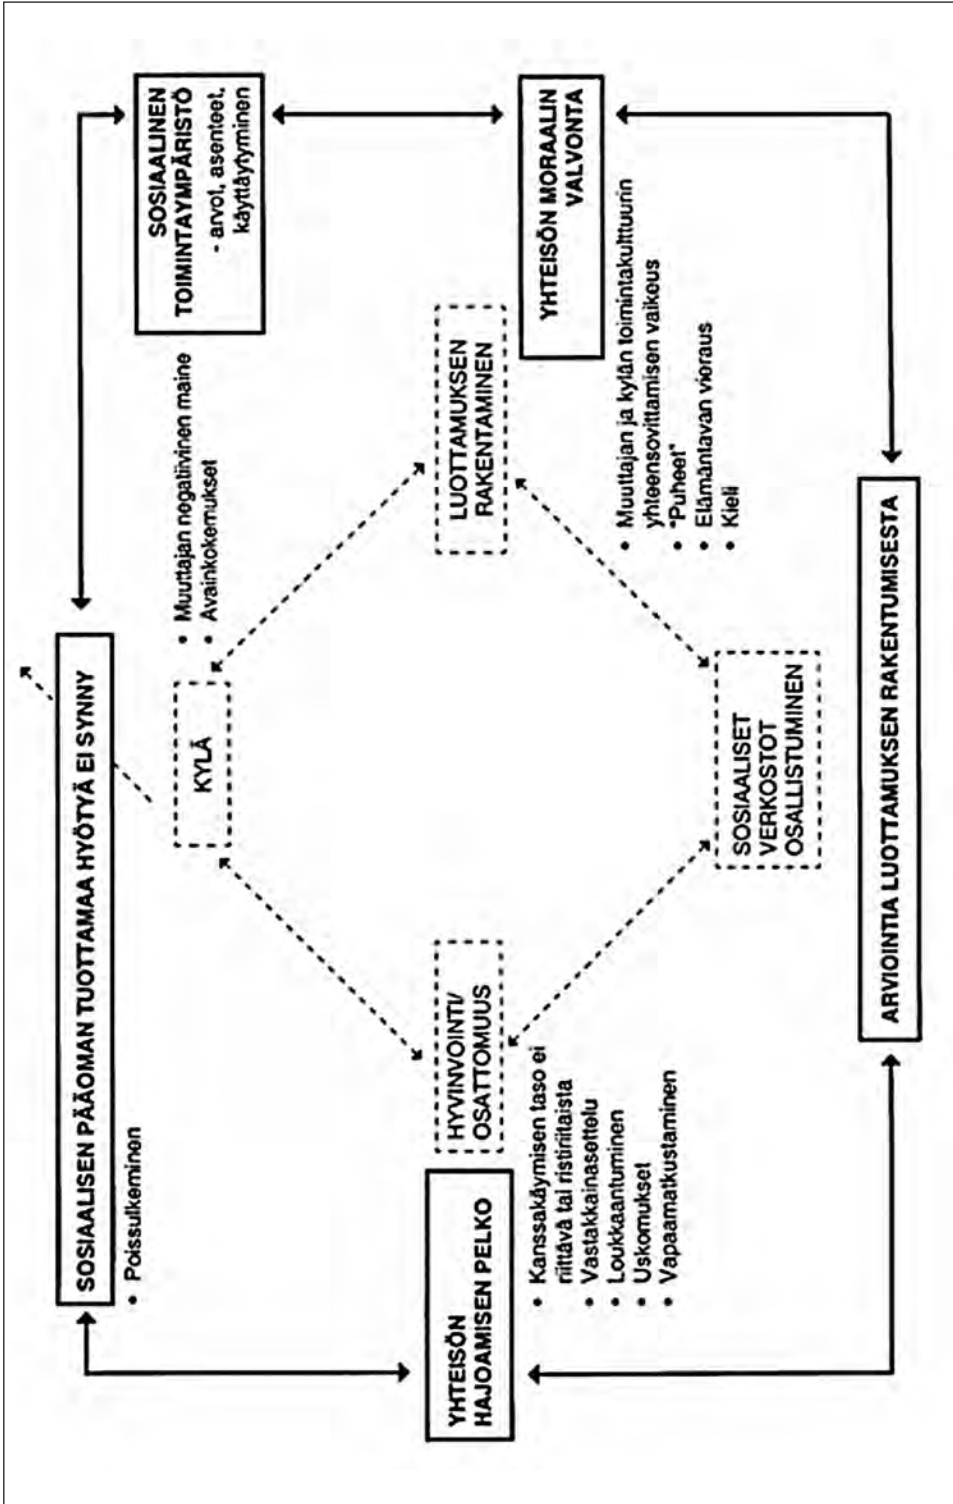 SOSIAALISEN PÄÄOMAN TUOTTAMAA HYÖTYÄ EI SYNNY
• Poissulkeminen
SOSIAALINEN
TOIMINTAYMPÄRISTÖ
- arvot, asenteet,
käyttäytyminen
• Muuttajan negatiivinen maine
• Avainkokemukset
KYLÄ
YHTEISÖN
HAJOAMISEN PELKO
HYVINVOINTI/
OSATTOMUUS
LUOTTAMUKSEN
RAKENTAMINEN
YHTEISÖN MORAALIN
VALVONTA
• Kanssakäymisen taso ei
riittävä tai ristiriitaista
• Vastakkainasettelu
• Loukkaantuminen
• Uskomukset
• Vapaamatkustaminen
• Muuttajan ja kylän toimintakulttuurin
yhteensovittamisen vaikeus
• "Puheet"
• Elämäntavan vieraus
• Kieli
SOSIAALISET
VERKOSTOT
OSALLISTUMINEN
ARVIOINTIA LUOTTAMUKSEN RAKENTUMISESTA